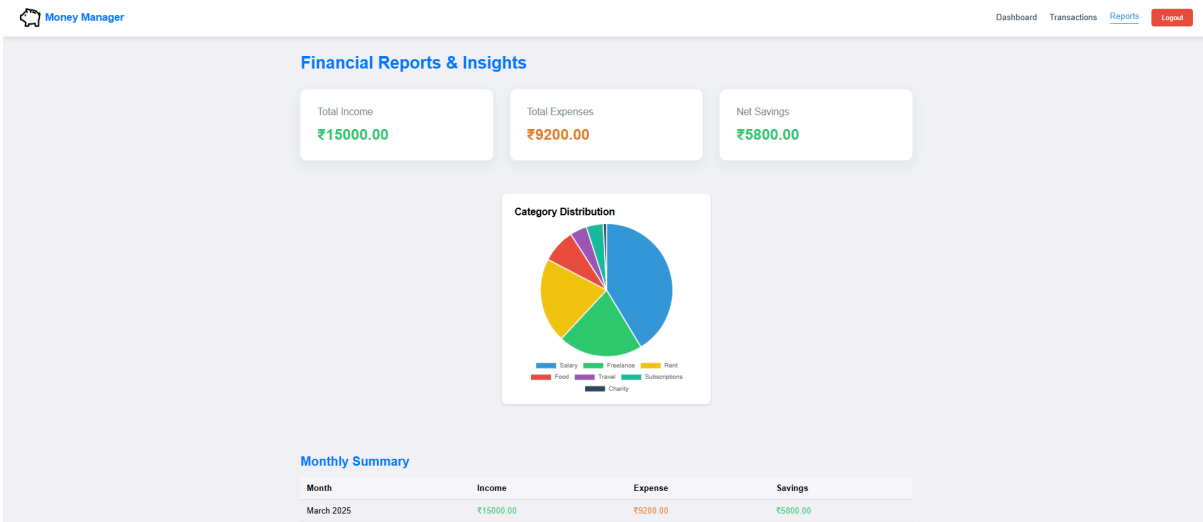 Money Manager
Dashboard Transactions Reports Logout
Financial Reports & Insights
Total Income Total Expenses Net Savings
₹15000.00 ₹9200.00 ₹5800.00
Category Distribution
Salary Freelance Rent
Food Travel Subscriptions
Charity
Monthly Summary
Month Income Expense Savings
March 2025 ₹15000.00 ₹9200.00 ₹5800.00